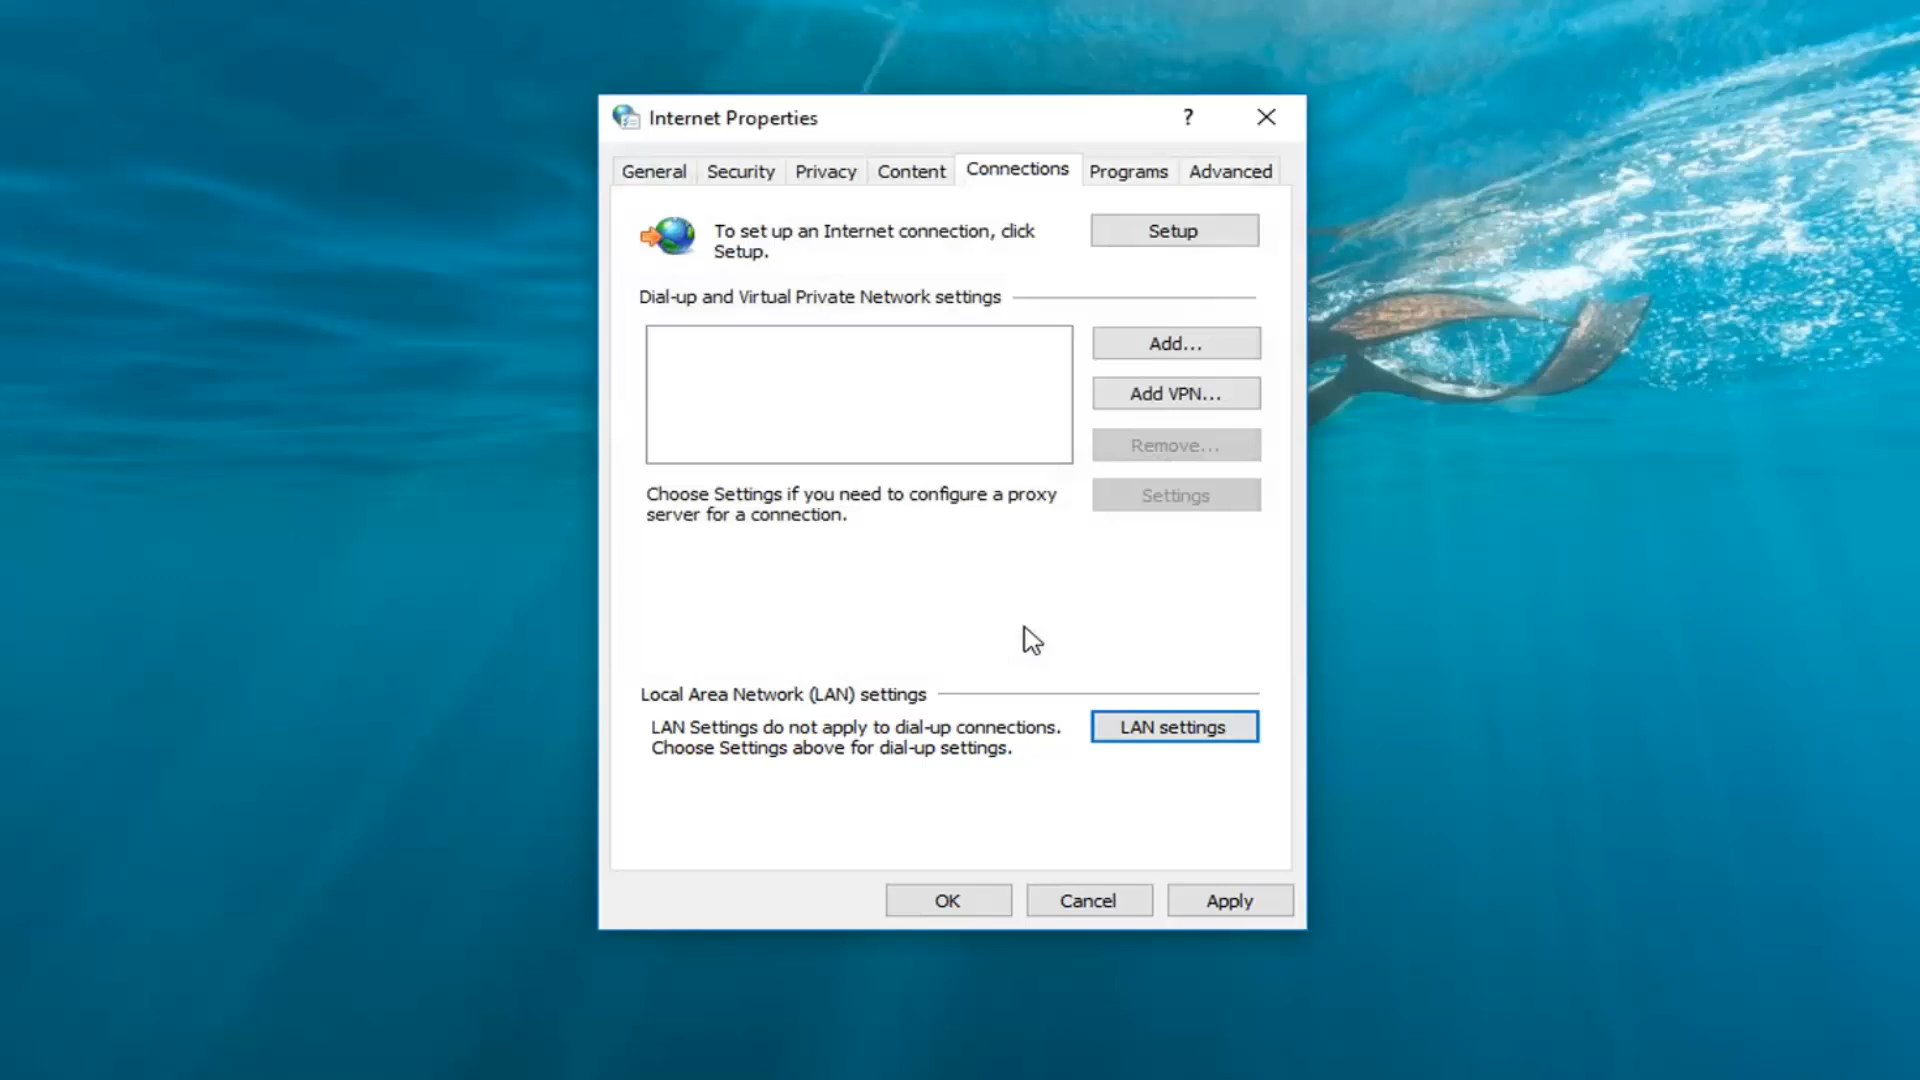 Internet Properties
?
General Security Privacy Content Connections Programs Advanced
To set up an Internet connection, click
Setup.
Setup
Dial-up and Virtual Private Network settings
Add...
Add VPN...
Remove...
Choose Settings if you need to configure a proxy
server for a connection.
Settings
Local Area Network (LAN) settings
LAN Settings do not apply to dial-up connections.
Choose Settings above for dial-up settings.
LAN settings
OK Cancel Apply